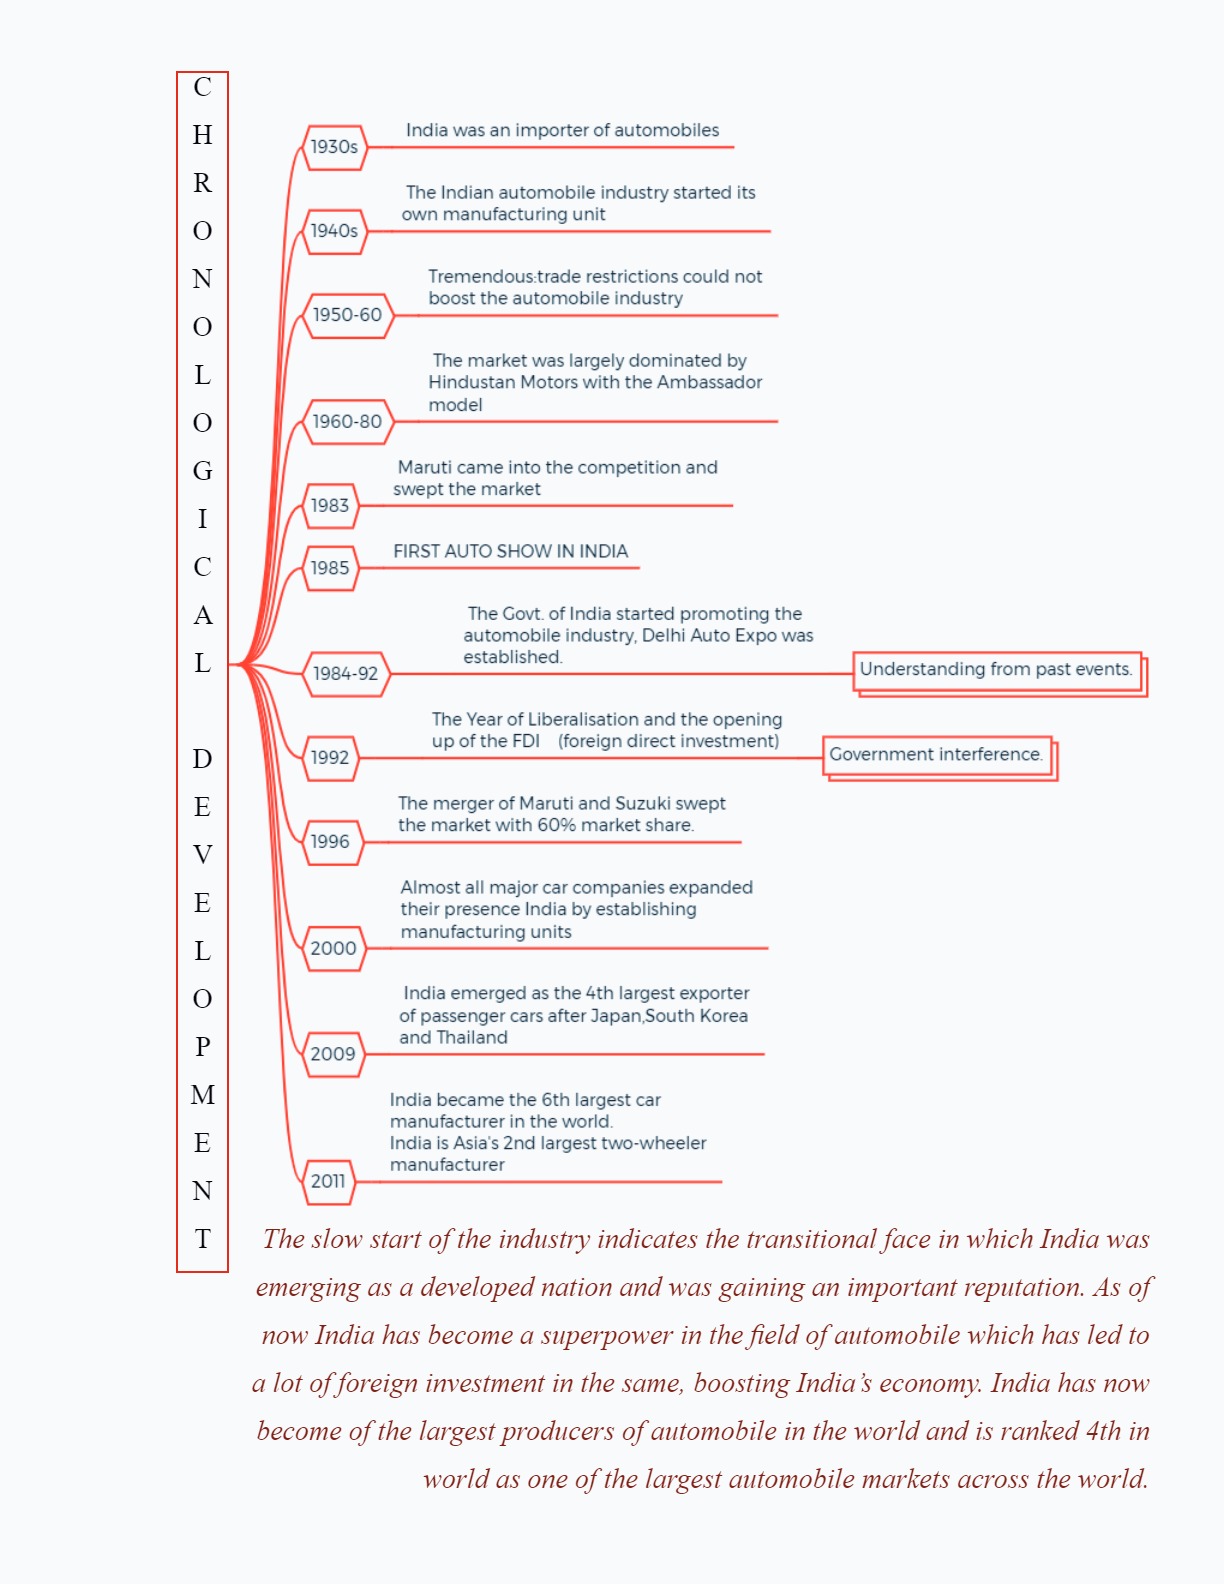 C
H
R
O
N
O
L
O
G
I
C
A
L
D
E
V
E
L
O
P
M
E
N
T
1930s
India was an importer of automobiles
1940s
The Indian automobile industry started its
own manufacturing unit
1950-60
Tremendous:trade restrictions could not
boost the automobile industry
1960-80
The market was largely dominated by
Hindustan Motors with the Ambassador
model
1983
Maruti came into the competition and
swept the market
1985
FIRST AUTO SHOW IN INDIA
1984-92
The Govt. of India started promoting the
automobile industry, Delhi Auto Expo was
established.
Understanding from past events.
1992
The Year of Liberalisation and the opening
up of the FDI (foreign direct investment)
Government interference.
1996
The merger of Maruti and Suzuki swept
the market with 60% market share.
2000
Almost all major car companies expanded
their presence India by establishing
manufacturing units
2009
India emerged as the 4th largest exporter
of passenger cars after Japan,South Korea
and Thailand
2011
India became the 6th largest car
manufacturer in the world.
India is Asia's 2nd largest two-wheeler
manufacturer
The slow start of the industry indicates the transitional face in which India was
emerging as a developed nation and was gaining an important reputation. As of
now India has become a superpower in the field of automobile which has led to
a lot of foreign investment in the same, boosting India’s economy. India has now
become of the largest producers of automobile in the world and is ranked 4th in
world as one of the largest automobile markets across the world.